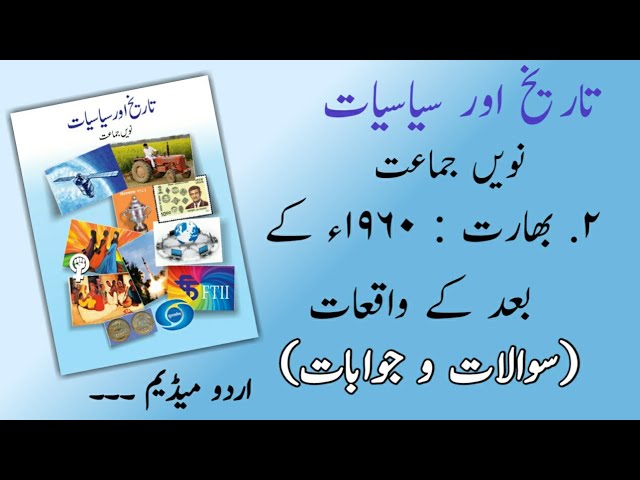 تاریخ اور سیاسیات
نویں جماعت
۲. بھارت : ۱۹۶۰ء کے
بعد کے واقعات
(سوالات و جوابات)
اردو میڈیم ---
تاریخ اور سیاسیات
نویں جماعت
FTII